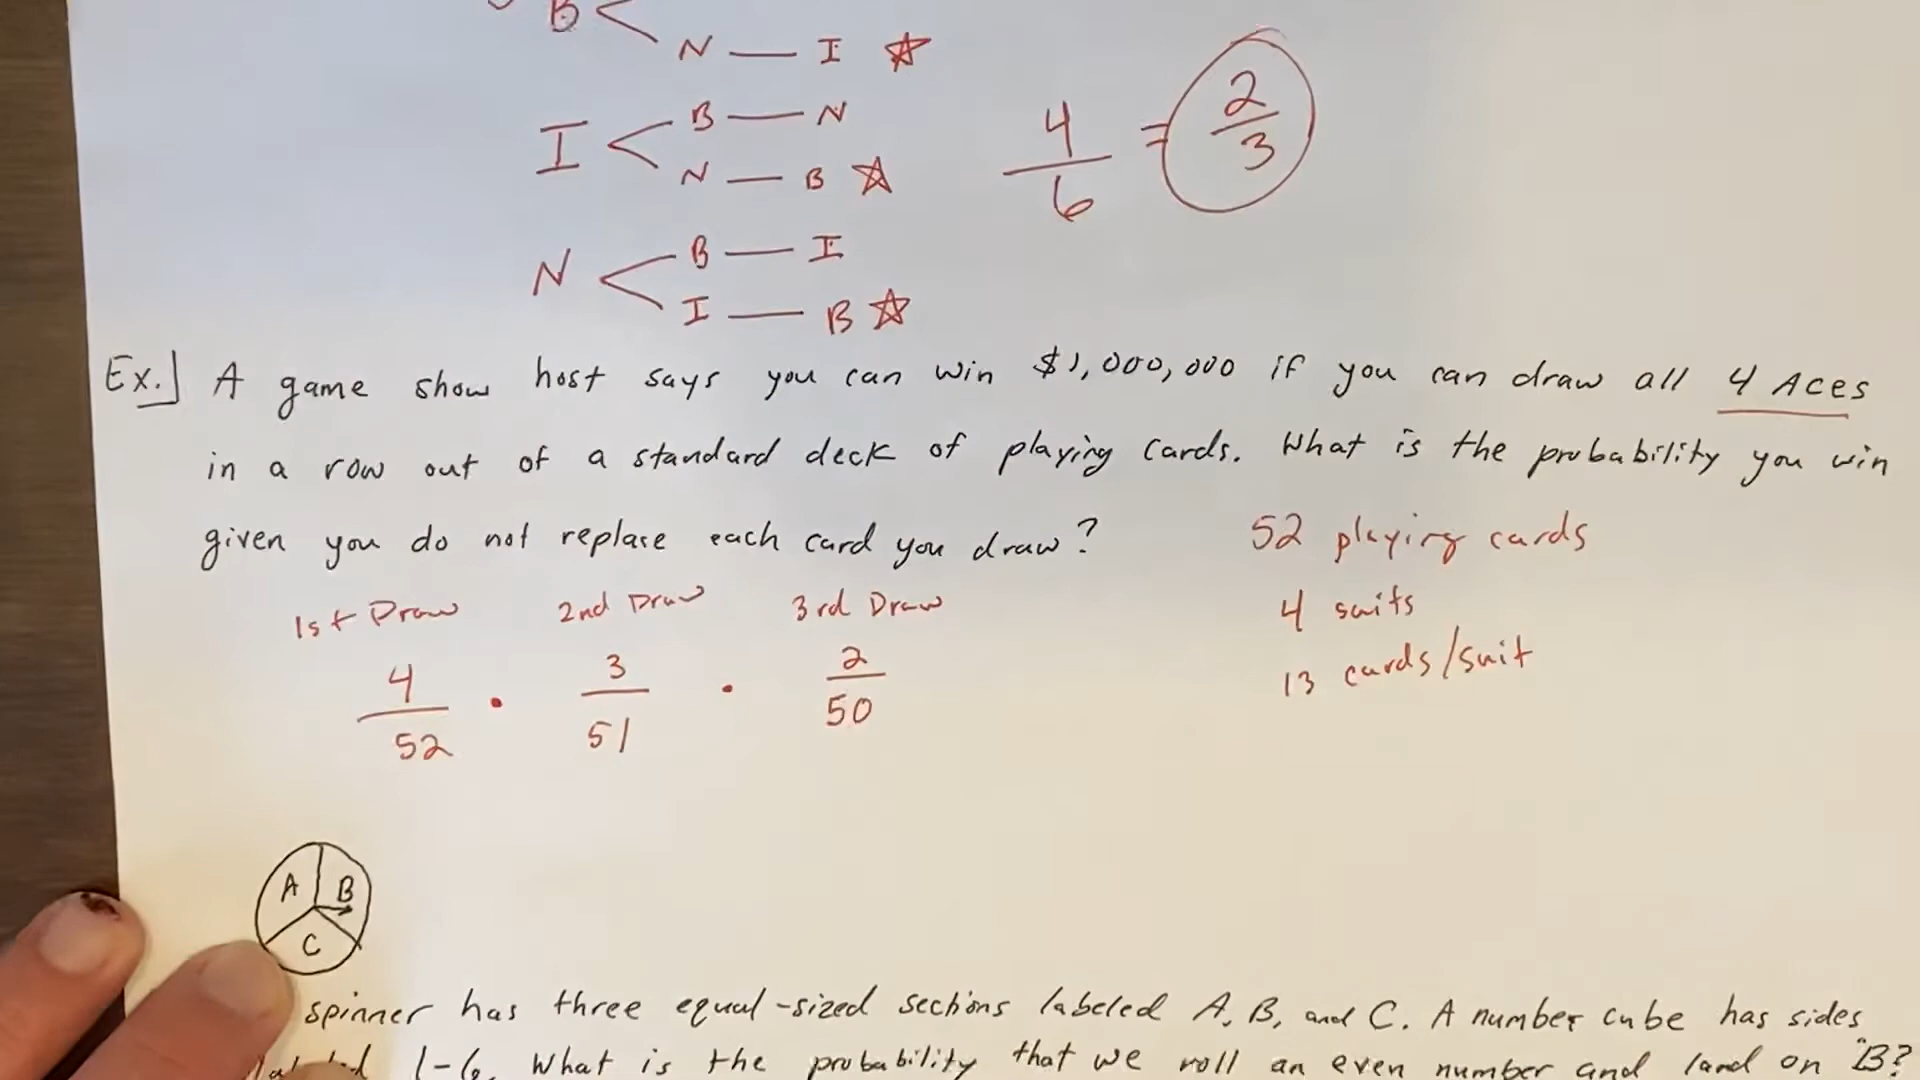 B
N — I ☆
I B — N
N — B ☆
4/6 = 2/3
N B — I
I — B ☆
Ex.] A game show host says you can win $1,000,000 if you can draw all 4 Aces
in a row out of a standard deck of playing cards. What is the probability you win
given you do not replace each card you draw?
52 playing cards
4 suits
13 cards/suit
1st Draw 2nd Draw 3rd Draw
4/52 · 3/51 · 2/50
A B
C
spinner has three equal-sized sections labeled A, B, and C. A number cube has sides
1-6. What is the probability that we roll an even number and land on "B?